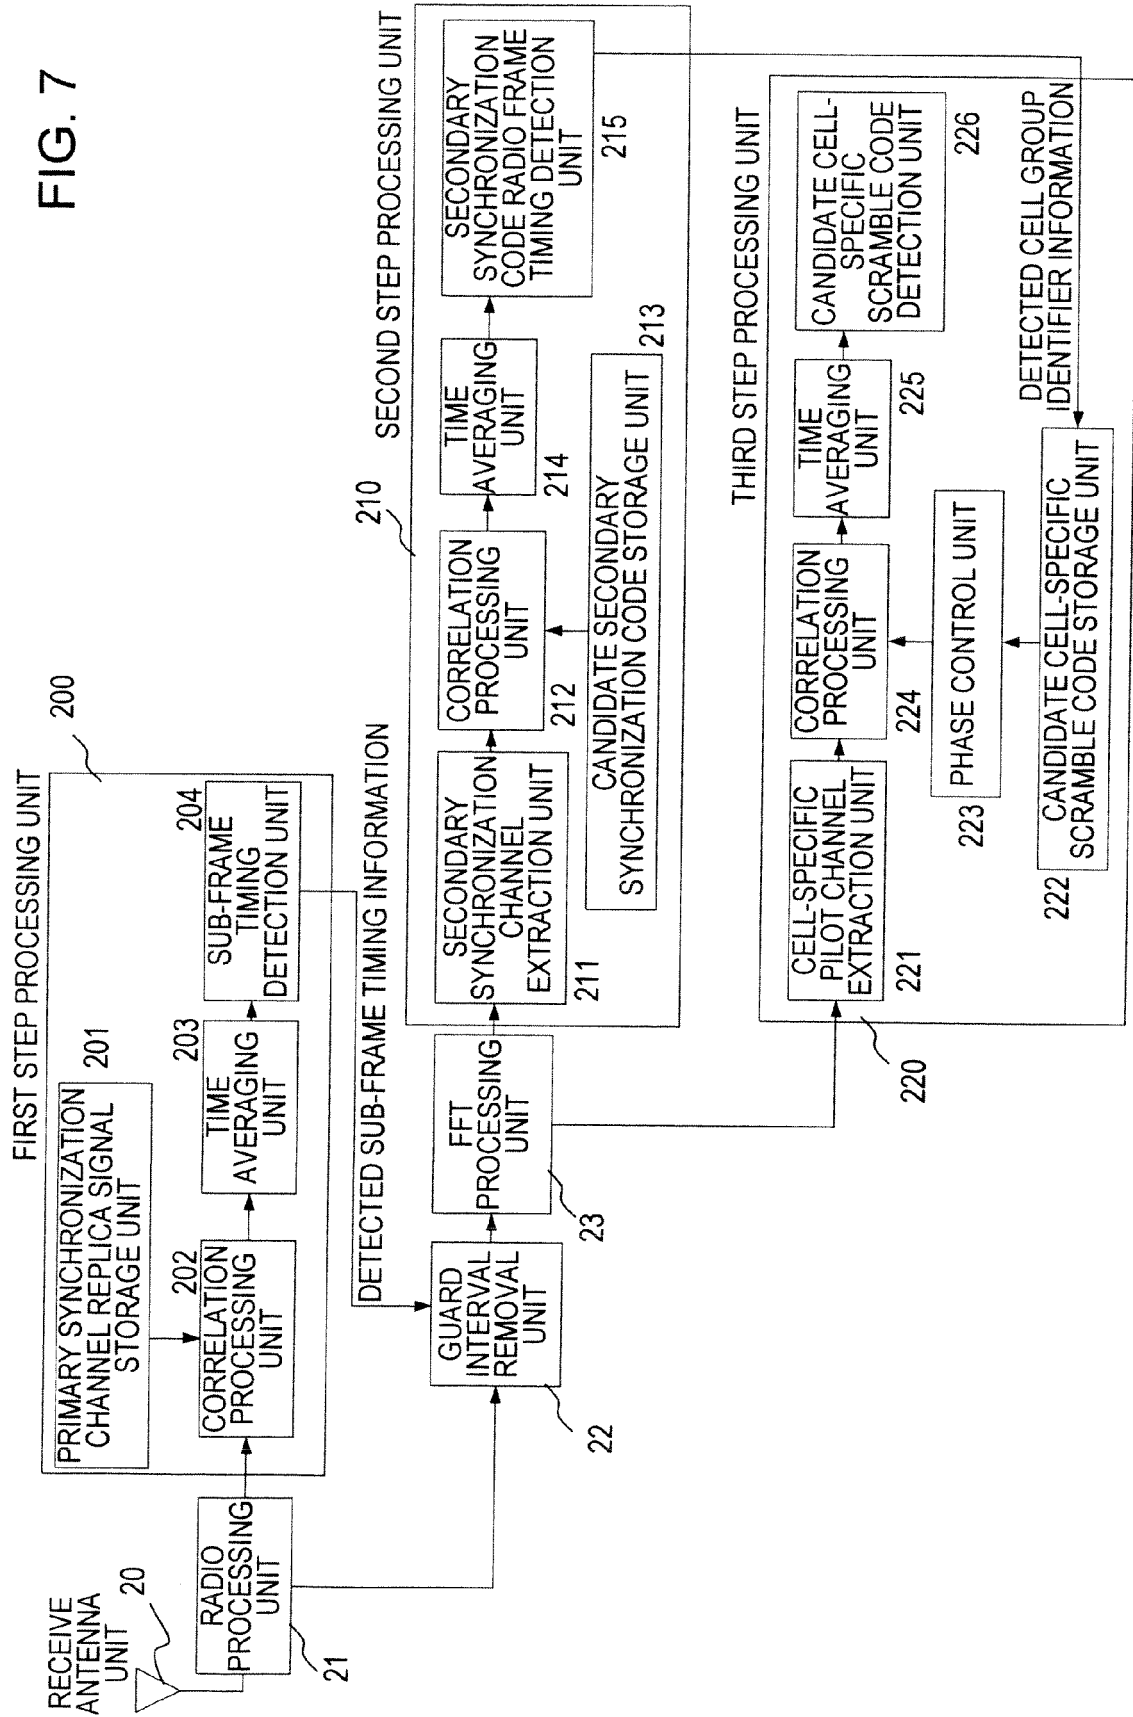 FIG. 7
RECEIVE
ANTENNA
UNIT
20
RADIO
PROCESSING
UNIT
21
FIRST STEP PROCESSING UNIT
200
PRIMARY SYNCHRONIZATION
CHANNEL REPLICA SIGNAL
STORAGE UNIT
201
CORRELATION
PROCESSING
UNIT
202
TIME
AVERAGING
UNIT
203
SUB-FRAME
TIMING
DETECTION UNIT
204
DETECTED SUB-FRAME TIMING INFORMATION
GUARD
INTERVAL
REMOVAL
UNIT
22
FFT
PROCESSING
UNIT
23
SECOND STEP PROCESSING UNIT
210
SECONDARY
SYNCHRONIZATION
CHANNEL
EXTRACTION UNIT
211
CORRELATION
PROCESSING
UNIT
212
CANDIDATE SECONDARY
SYNCHRONIZATION CODE STORAGE UNIT
213
TIME
AVERAGING
UNIT
214
SECONDARY
SYNCHRONIZATION
CODE RADIO FRAME
TIMING DETECTION
UNIT
215
THIRD STEP PROCESSING UNIT
220
CELL-SPECIFIC
PILOT CHANNEL
EXTRACTION UNIT
221
CORRELATION
PROCESSING
UNIT
224
TIME
AVERAGING
UNIT
225
CANDIDATE CELL-
SPECIFIC
SCRAMBLE CODE
DETECTION UNIT
226
PHASE CONTROL UNIT
223
DETECTED CELL GROUP
IDENTIFIER INFORMATION
CANDIDATE CELL-SPECIFIC
SCRAMBLE CODE STORAGE UNIT
222